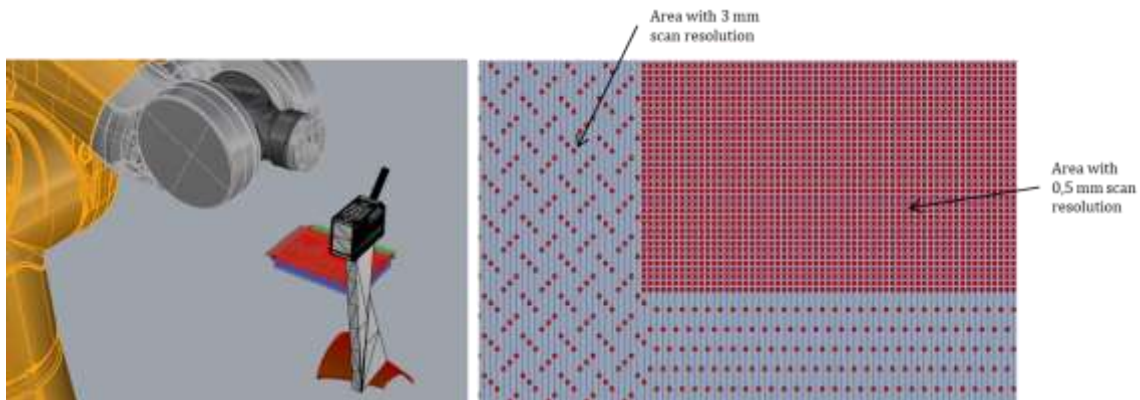 Area with 3 mm
scan resolution
Area with
0,5 mm scan
resolution